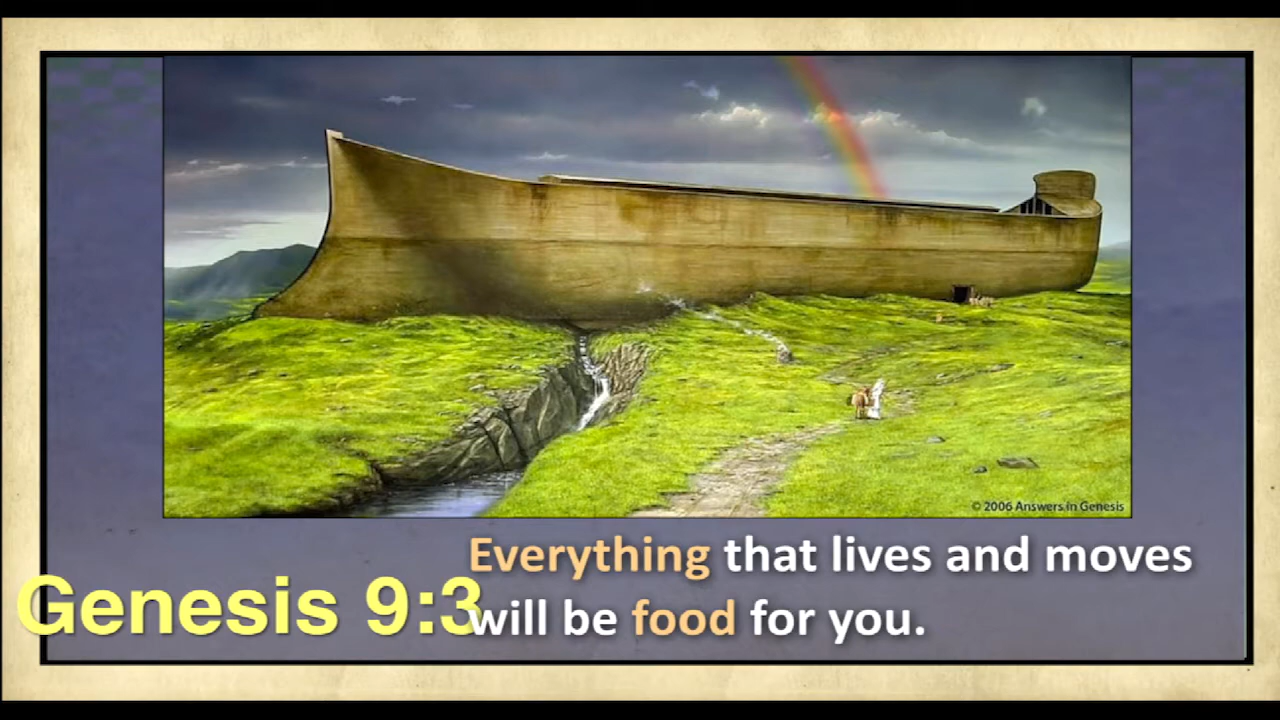 © 2006 Answers in Genesis
Everything that lives and moves
will be food for you.
Genesis 9:3